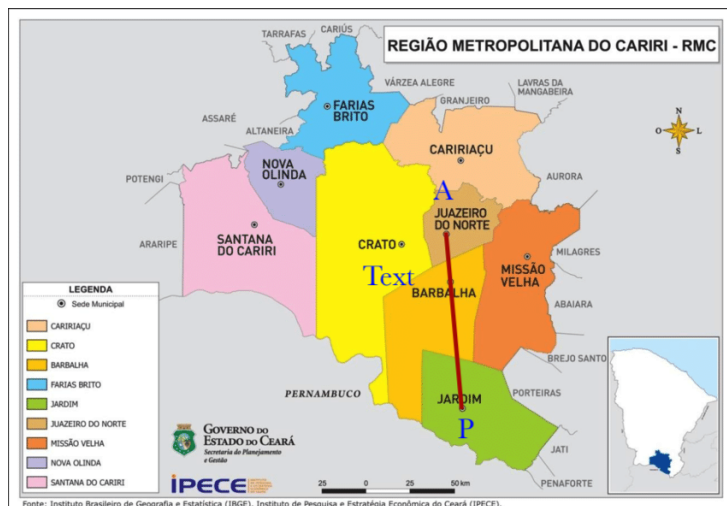 REGIÃO METROPOLITANA DO CARIRI - RMC
CARIÚS
TARRAFAS
VÁRZEA ALEGRE
LAVRAS DA
MANGABEIRA
GRANJEIRO
FARIAS
BRITO
ASSARÉ
ALTANEIRA
N
O
L
S
CARIRIAÇU
NOVA
OLINDA
POTENGI
AURORA
A
JUAZEIRO
DO NORTE
SANTANA
DO CARIRI
ARARIPE
CRATO
MISSÃO
VELHA
MILAGRES
Text
BARBALHA
ABAIARA
LEGENDA
Sede Municipal
CARIRIAÇU
CRATO
BARBALHA
FARIAS BRITO
JARDIM
JUAZEIRO DO NORTE
MISSÃO VELHA
NOVA OLINDA
SANTANA DO CARIRI
BREJO SANTO
PERNAMBUCO
JARDIM
PORTEIRAS
P
JATI
PENAFORTE
GOVERNO DO
ESTADO DO CEARÁ
Secretaria do Planejamento
e Gestão
IPECE
25 0 25 50 km
Fonte: Instituto Brasileiro de Geografia e Estatística (IBGE), Instituto de Pesquisa e Estratégia Econômica do Ceará (IPECE).